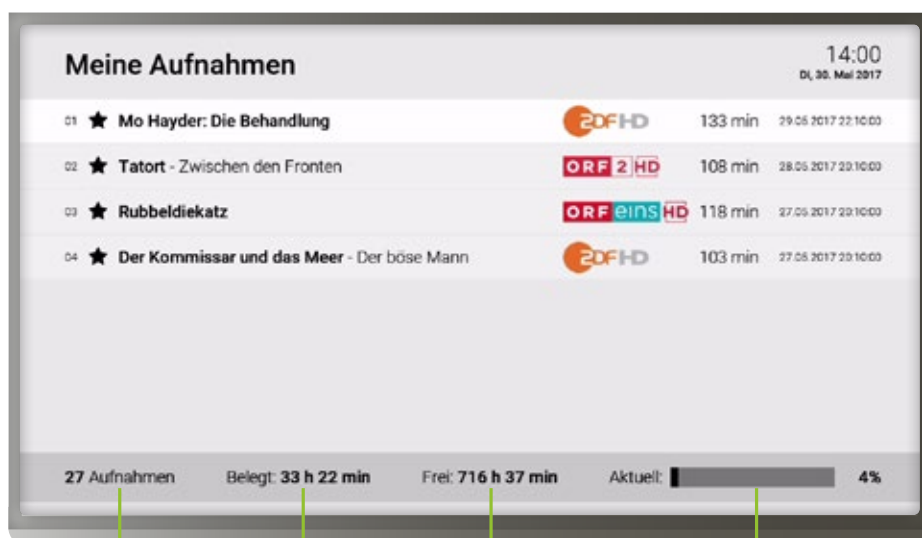 Meine Aufnahmen 14:00
Di, 30. Mai 2017
01 ★ Mo Hayder: Die Behandlung ZDF HD 133 min 29.05.2017 22:10:00
02 ★ Tatort - Zwischen den Fronten ORF 2 HD 108 min 28.05.2017 20:10:00
03 ★ Rubbeldiekatz ORF eins HD 118 min 27.05.2017 20:10:00
04 ★ Der Kommissar und das Meer - Der böse Mann ZDF HD 103 min 27.05.2017 20:10:00
27 Aufnahmen Belegt: 33 h 22 min Frei: 716 h 37 min Aktuell: 4%